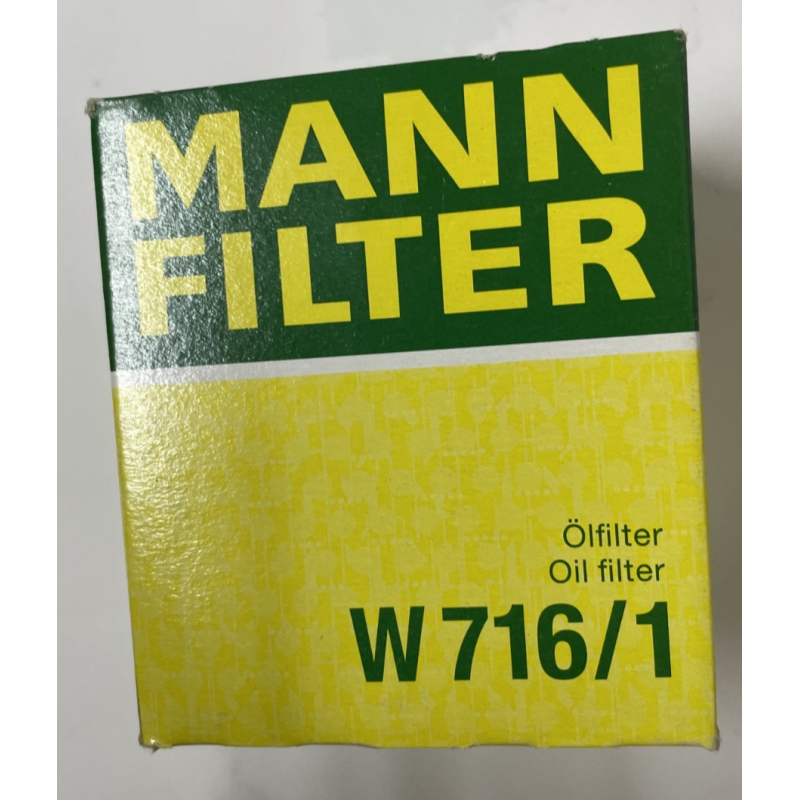 MANN
FILTER
Ölfilter
Oil filter
W 716/1